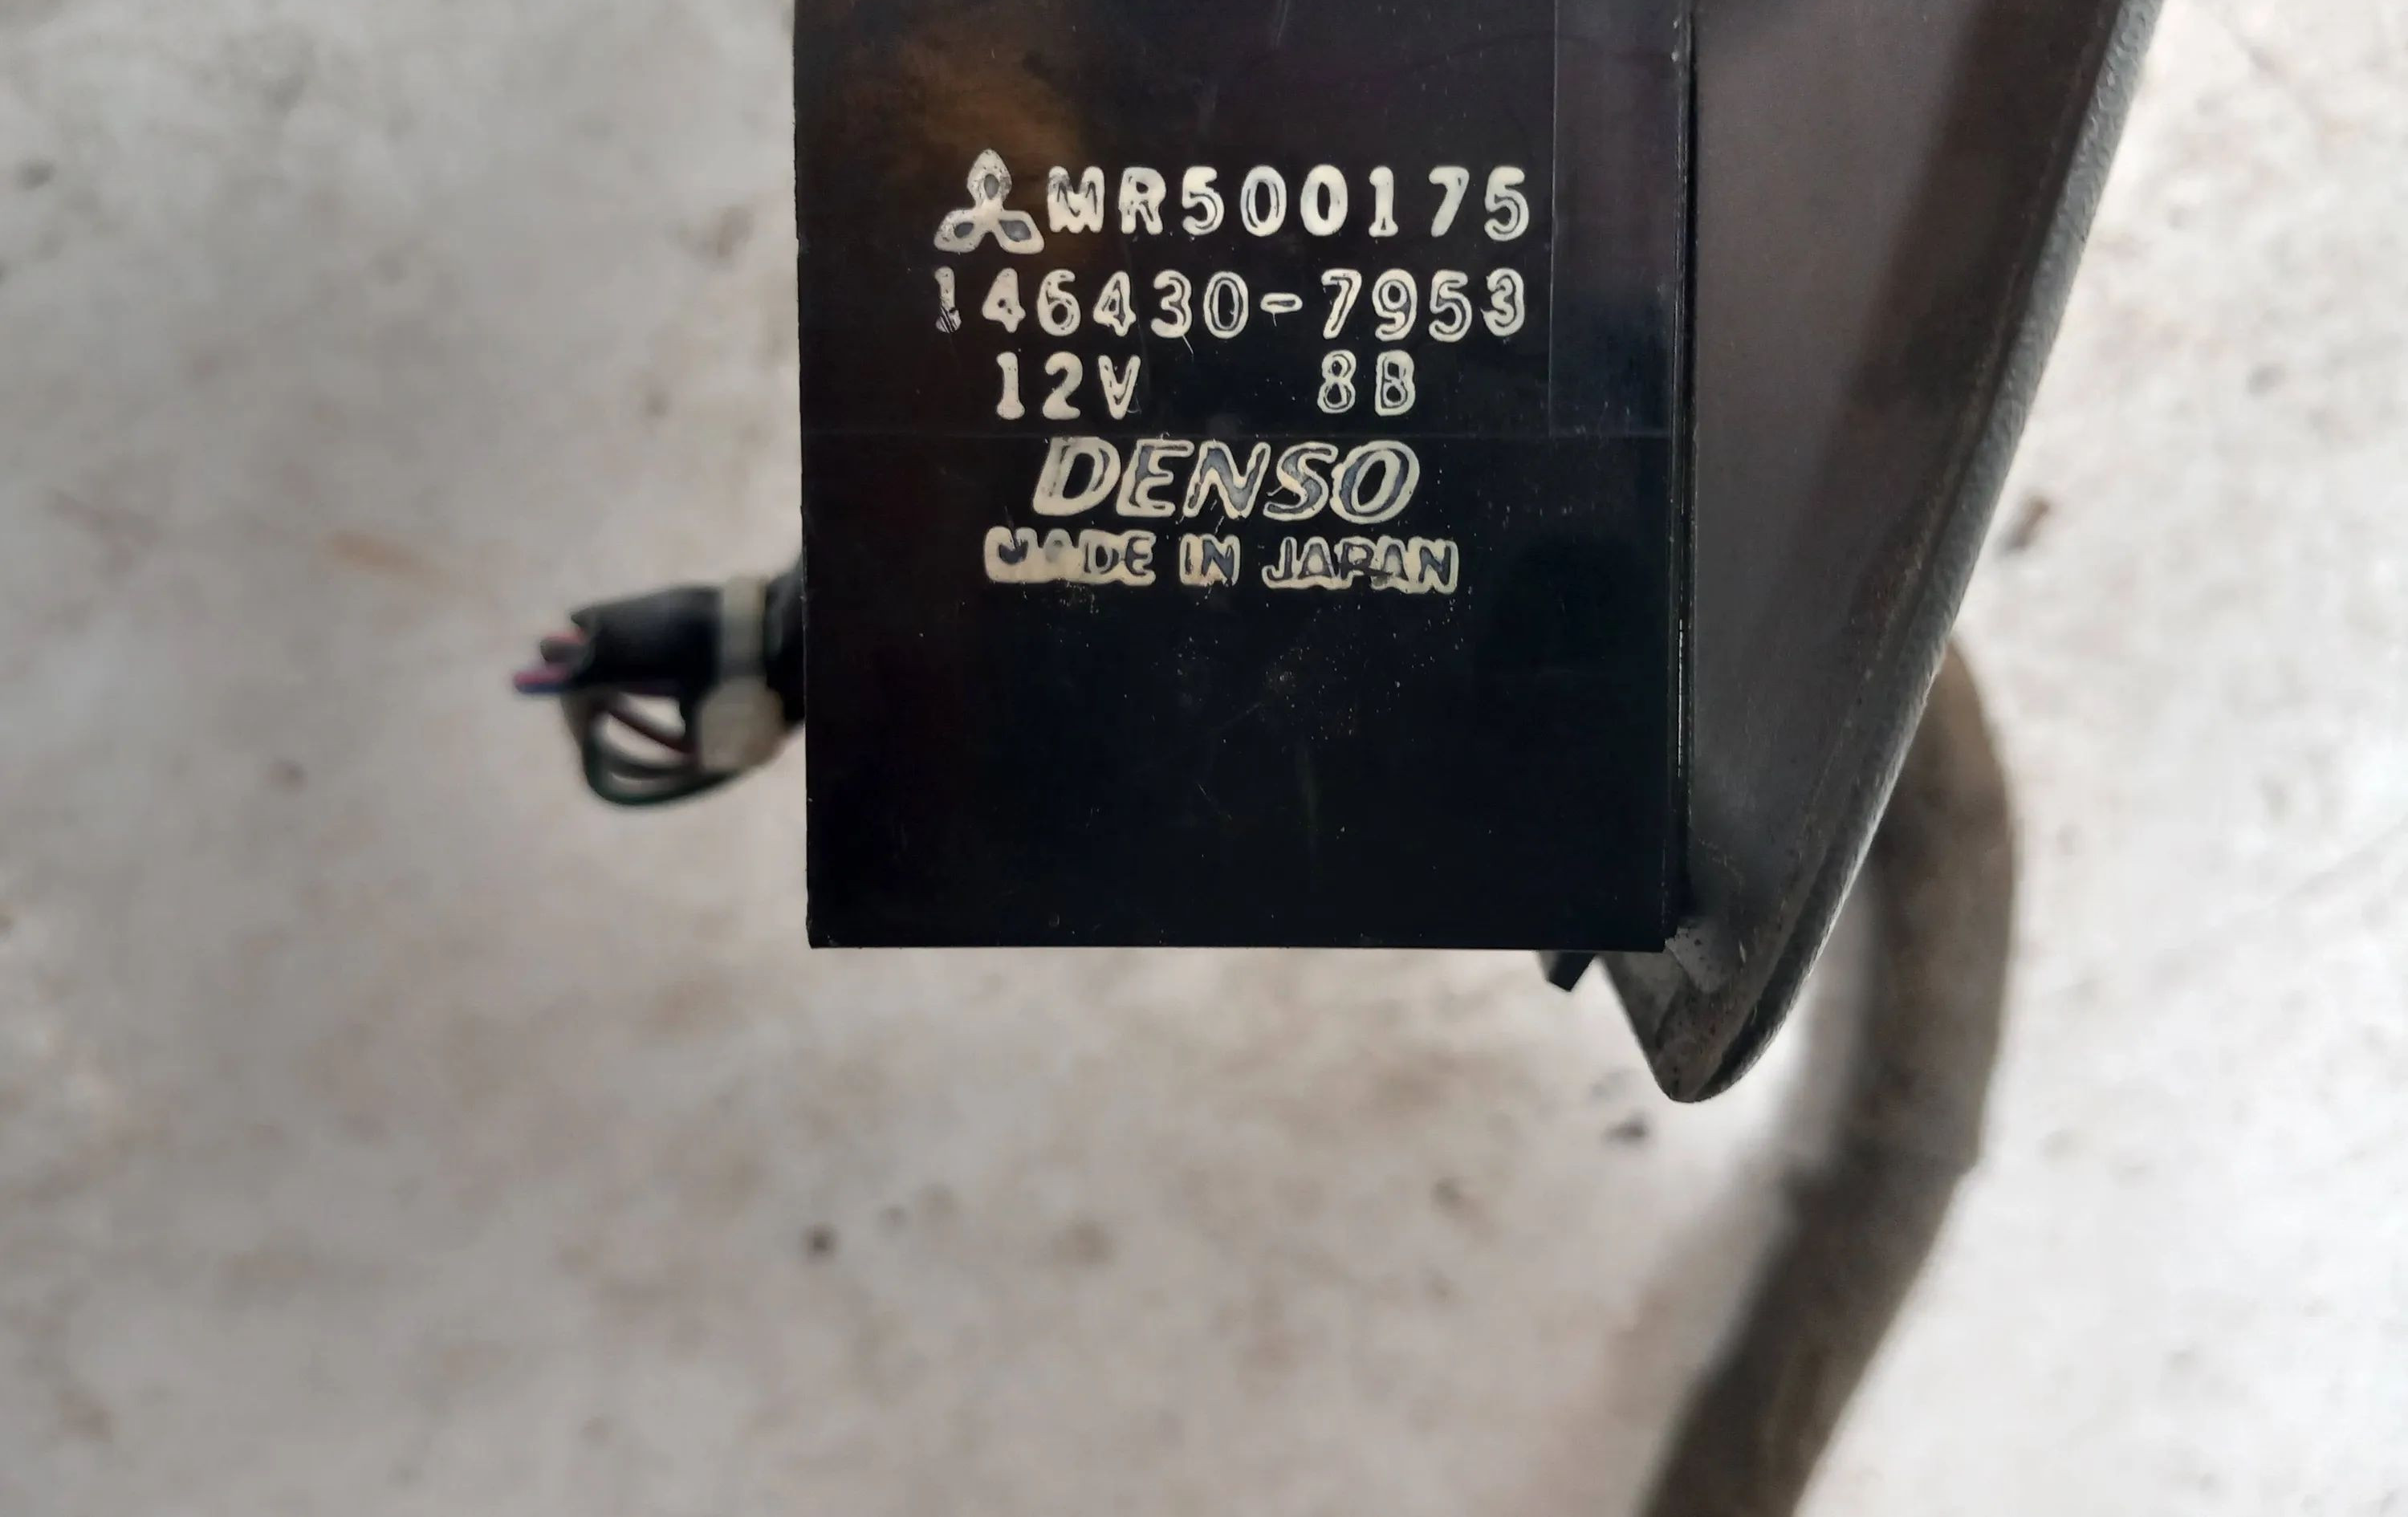 MR500175
146430-7953
12V 8B
DENSO
MADE IN JAPAN